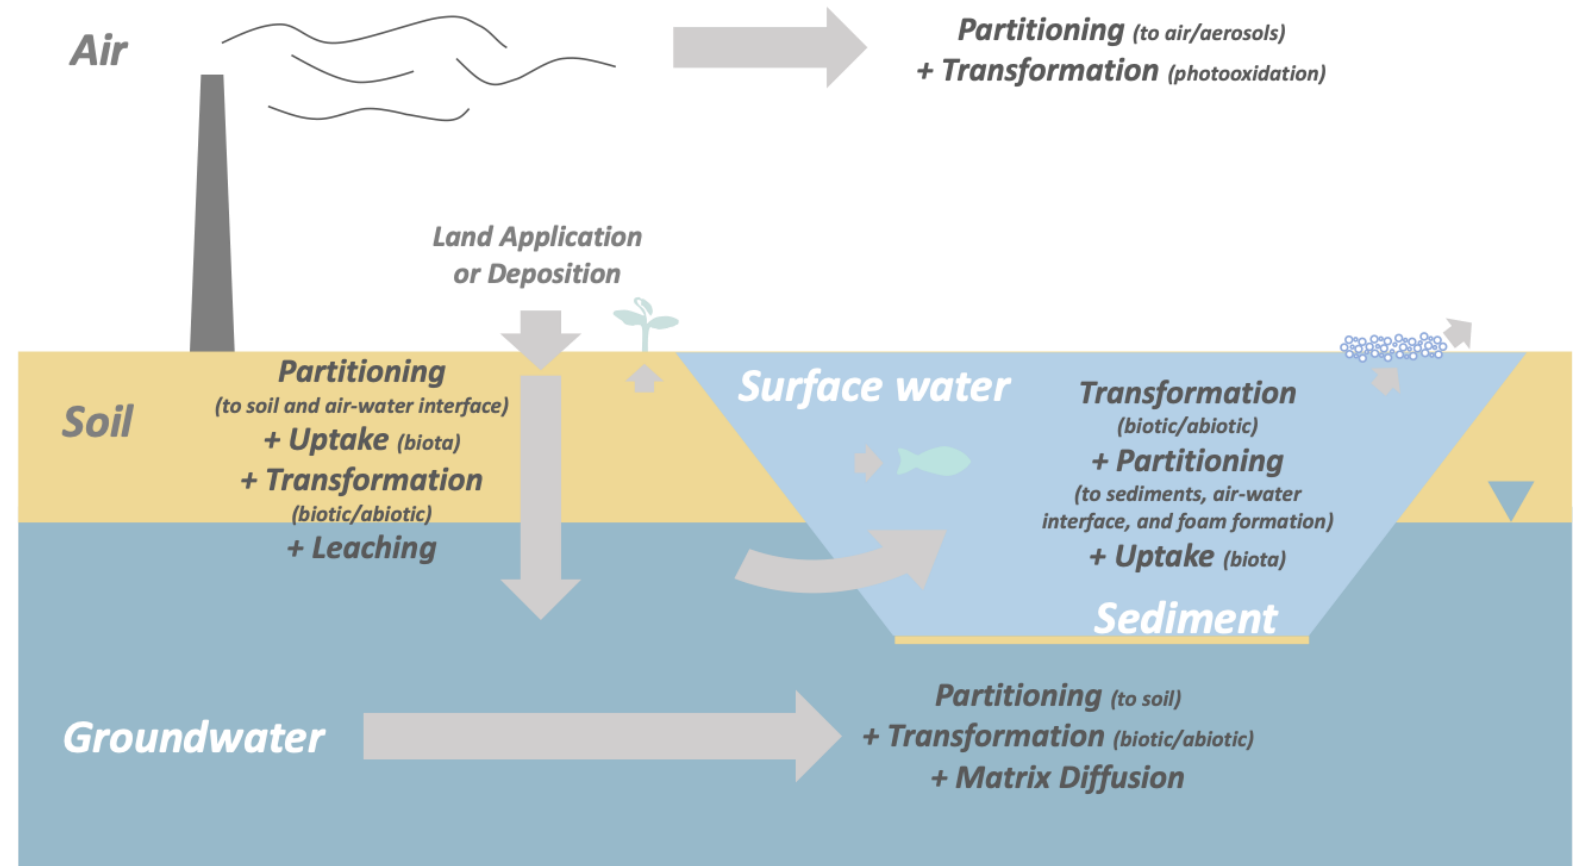 Air
Partitioning (to air/aerosols)
+ Transformation (photooxidation)
Land Application
or Deposition
Soil
Partitioning
(to soil and air-water interface)
+ Uptake (biota)
+ Transformation
(biotic/abiotic)
+ Leaching
Surface water
Transformation
(biotic/abiotic)
+ Partitioning
(to sediments, air-water
interface, and foam formation)
+ Uptake (biota)
Sediment
Groundwater
Partitioning (to soil)
+ Transformation (biotic/abiotic)
+ Matrix Diffusion